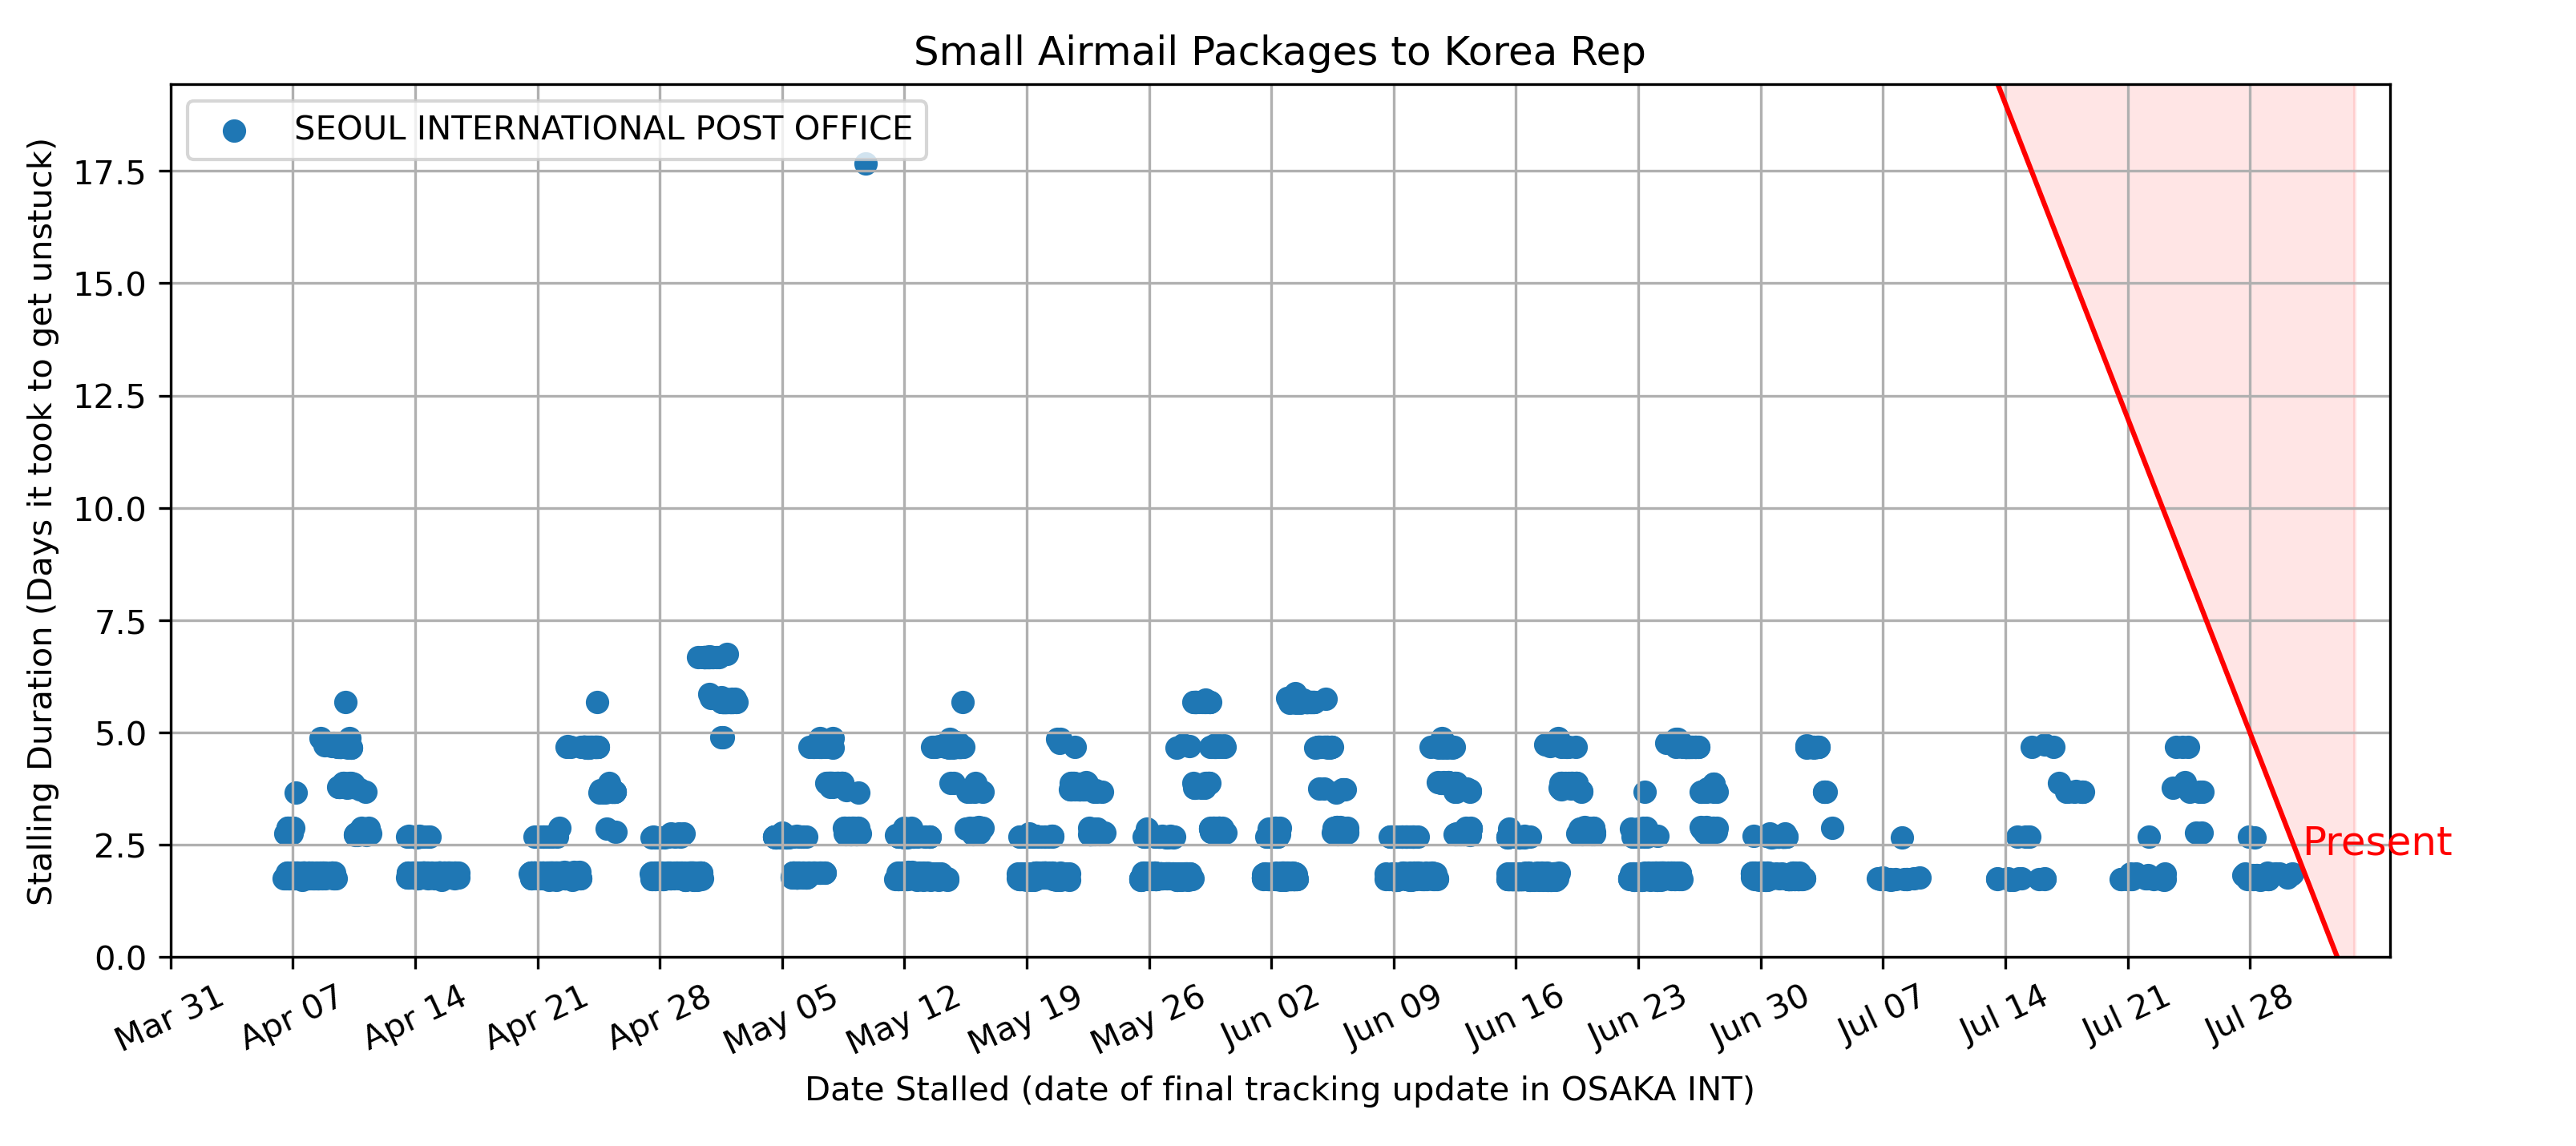 Small Airmail Packages to Korea Rep
SEOUL INTERNATIONAL POST OFFICE
Stalling Duration (Days it took to get unstuck)
17.5
15.0
12.5
10.0
7.5
5.0
2.5
0.0
Present
Mar 31
Apr 07
Apr 14
Apr 21
Apr 28
May 05
May 12
May 19
May 26
Jun 02
Jun 09
Jun 16
Jun 23
Jun 30
Jul 07
Jul 14
Jul 21
Jul 28
Date Stalled (date of final tracking update in OSAKA INT)